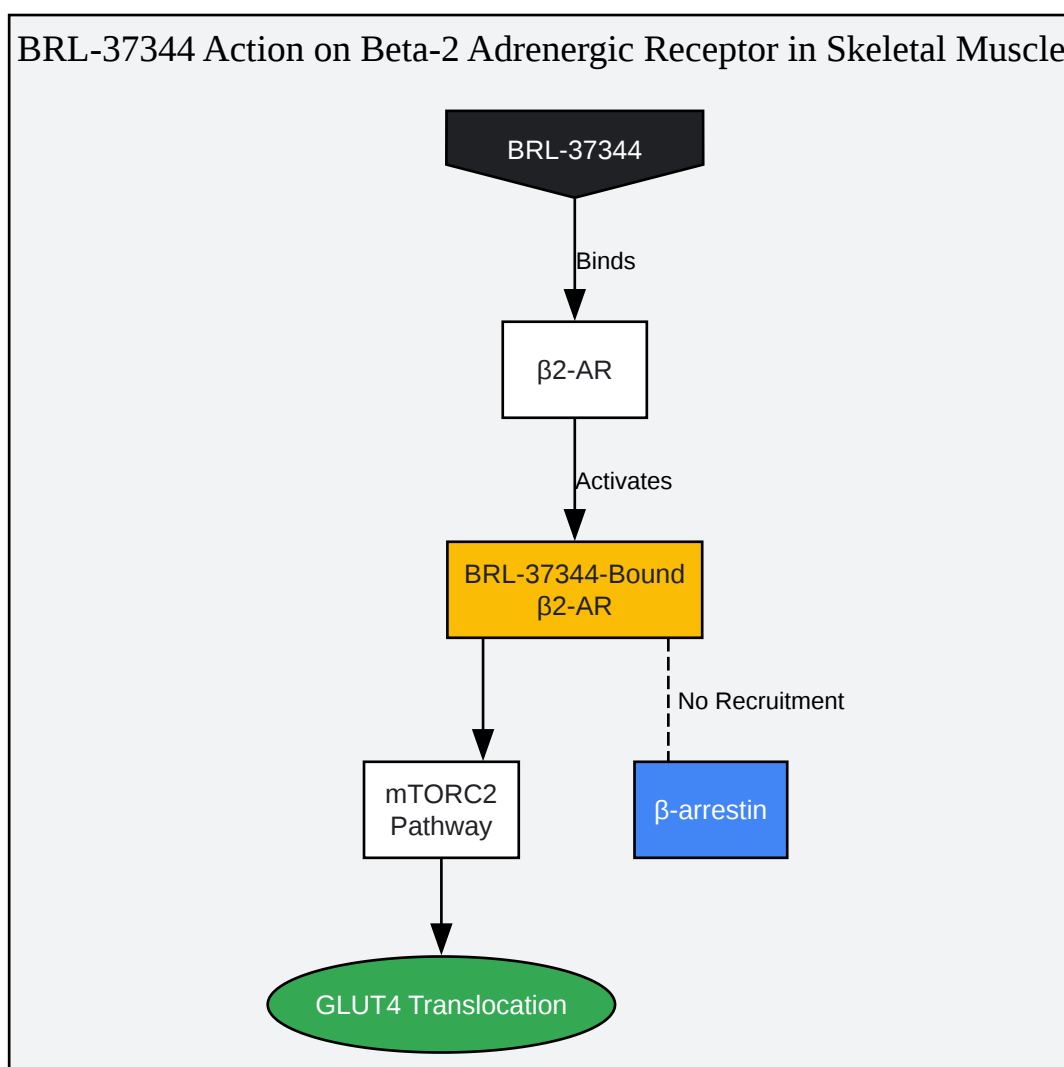 BRL-37344 Action on Beta-2 Adrenergic Receptor in Skeletal Muscle
BRL-37344
Binds
β2-AR
Activates
BRL-37344-Bound
β2-AR
No Recruitment
mTORC2
Pathway
β-arrestin
GLUT4 Translocation